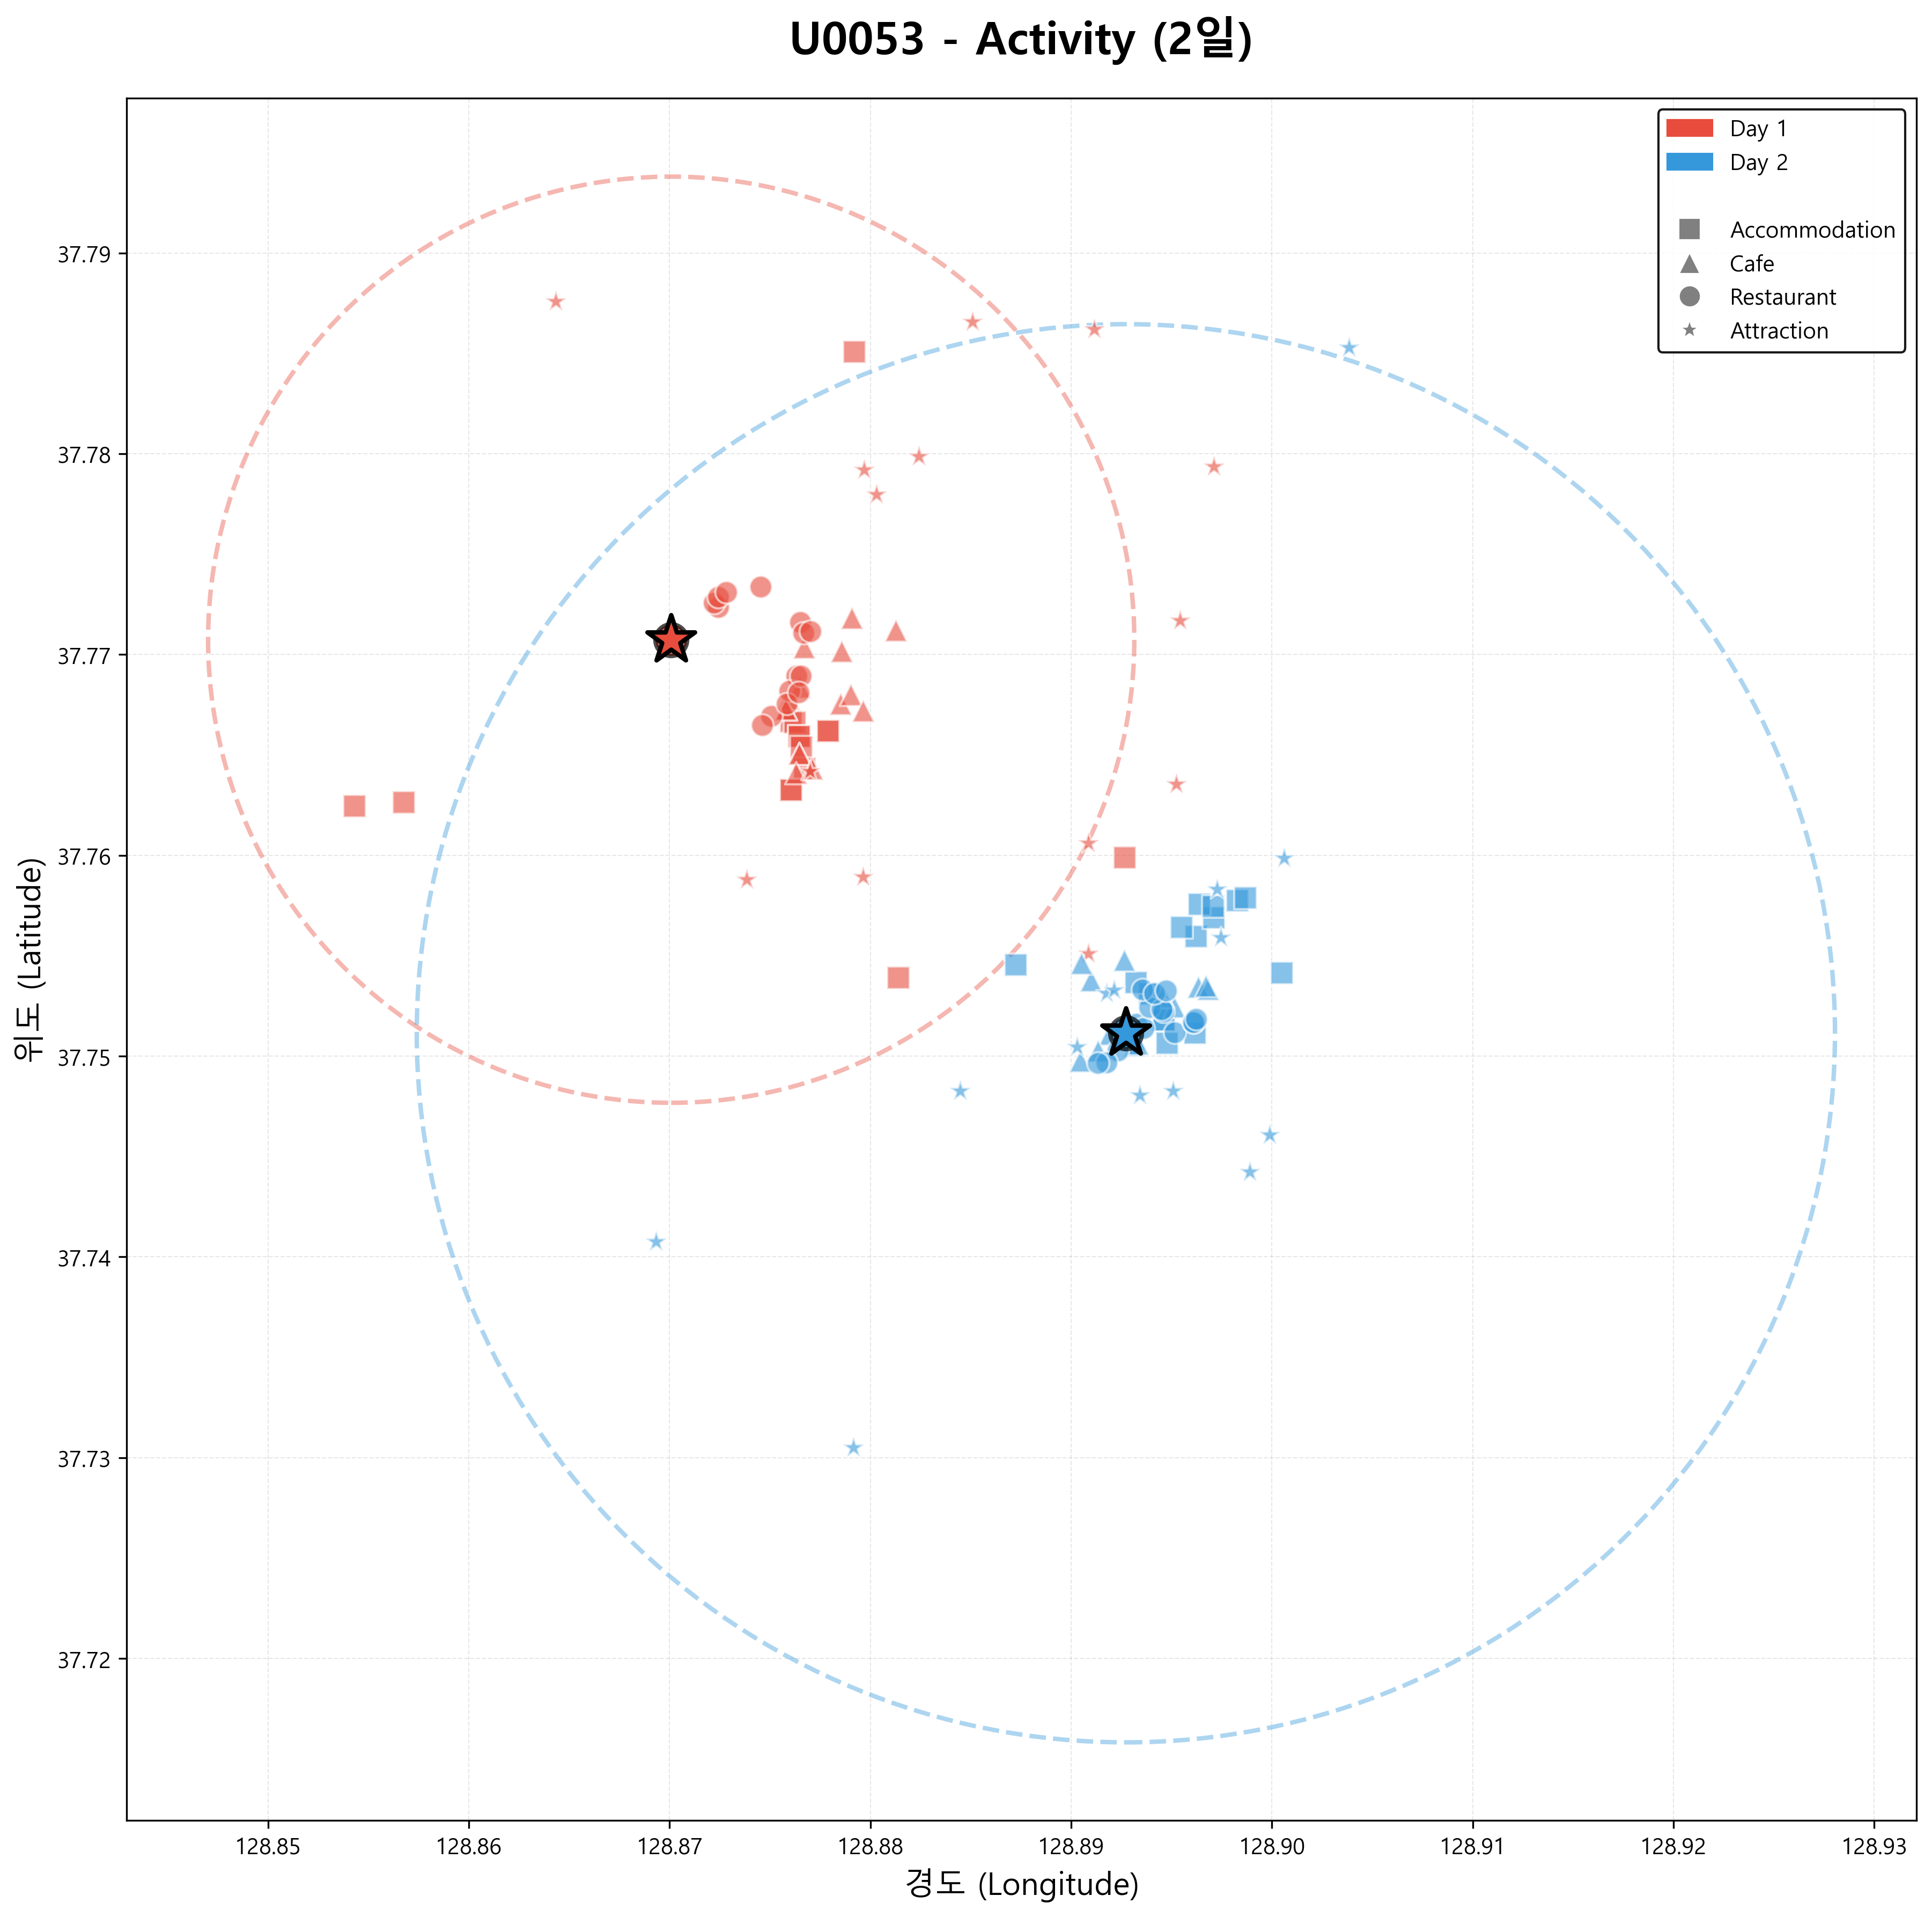 U0053 - Activity (2일)
Day 1
Day 2
Accommodation
Cafe
Restaurant
Attraction
위도 (Latitude)
37.79
37.78
37.77
37.76
37.75
37.74
37.73
37.72
128.85 128.86 128.87 128.88 128.89 128.90 128.91 128.92 128.93
경도 (Longitude)